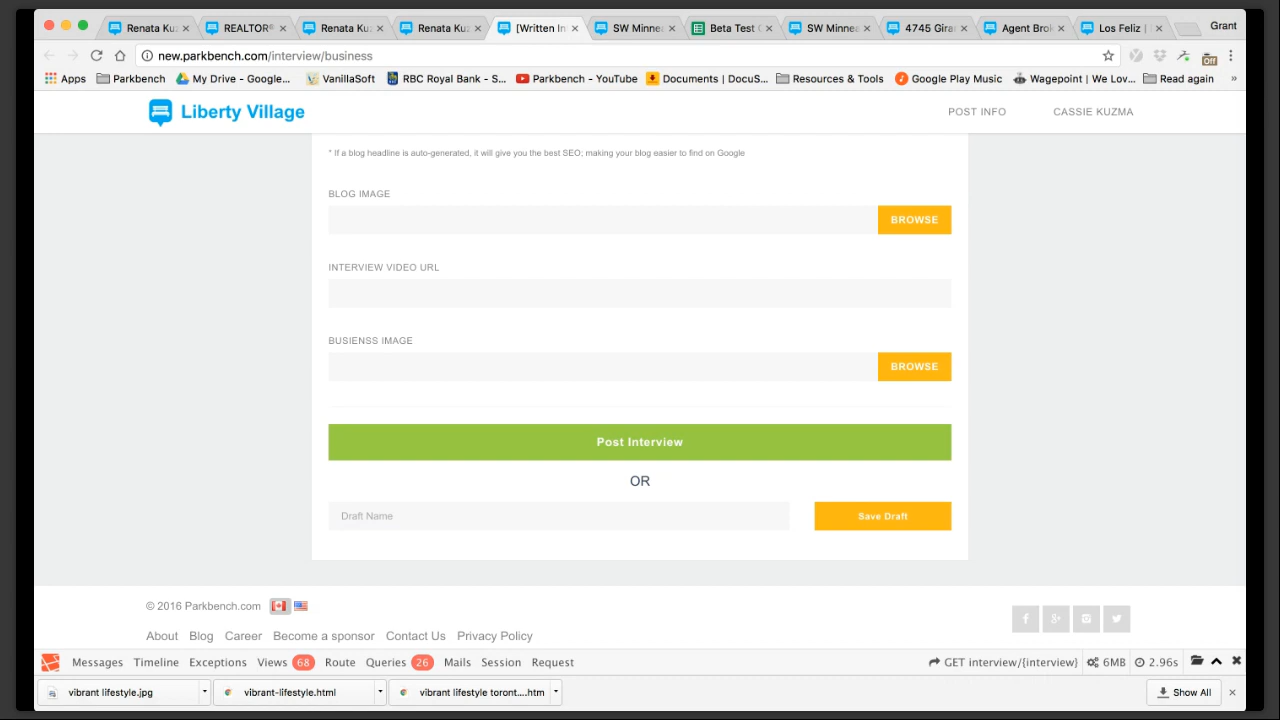 Renata Kuz
REALTOR®
Renata Kuz
Renata Ku
[Written In
SW Minne
Beta Test
SW Minne
4745 Gira
Agent Bro
Los Feliz |
Grant
new.parkbench.com/interview/business
Off
Apps
Parkbench
My Drive - Google...
VanillaSoft
RBC Royal Bank - S...
Parkbench - YouTube
Documents | DocuS...
Resources & Tools
Google Play Music
Wagepoint | We Lov...
Read again
»
Liberty Village
POST INFO
CASSIE KUZMA
* If a blog headline is auto-generated, it will give you the best SEO; making your blog easier to find on Google
BLOG IMAGE
BROWSE
INTERVIEW VIDEO URL
BUSIENSS IMAGE
BROWSE
Post Interview
OR
Draft Name
Save Draft
© 2016 Parkbench.com
About Blog Career Become a sponsor Contact Us Privacy Policy
Messages Timeline Exceptions Views 68 Route Queries 26 Mails Session Request
GET interview/{interview} 6MB 2.96s
vibrant lifestyle.jpg
vibrant-lifestyle.html
vibrant lifestyle toront....htm
Show All